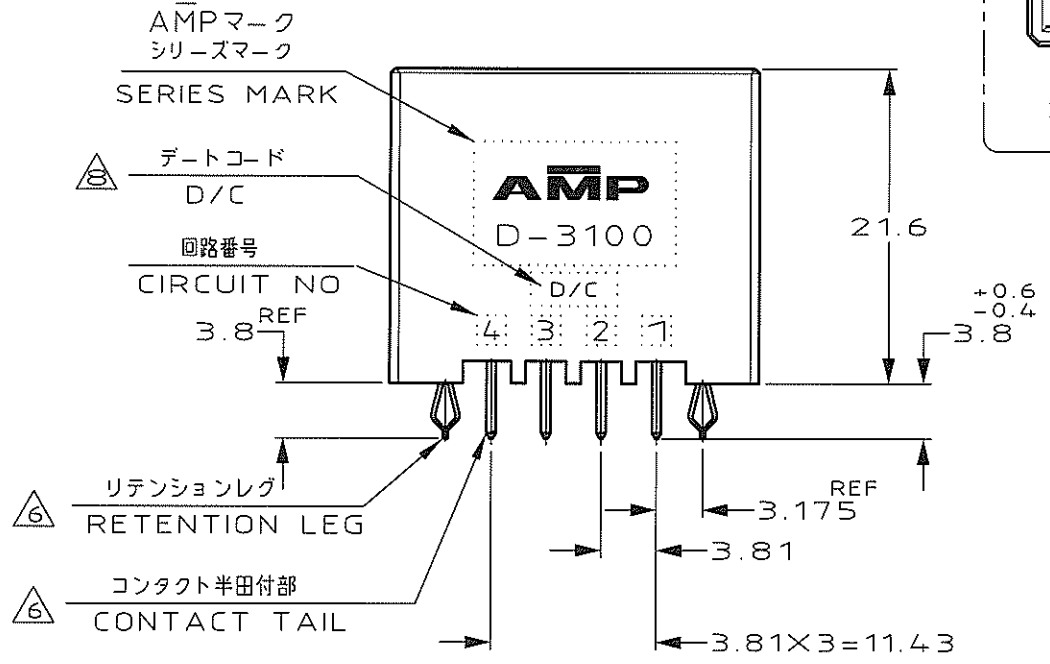 AMPマーク
シリーズマーク
SERIES MARK
8
デートコード
D/C
回路番号
CIRCUIT NO
AMP
D-3100
D/C
4 3 2 1
21.6
3.8 REF
+0.6
-0.4
3.8
6
リテンションレグ
RETENTION LEG
6
コンタクト半田付部
CONTACT TAIL
3.175 REF
3.81
3.81X3=11.43